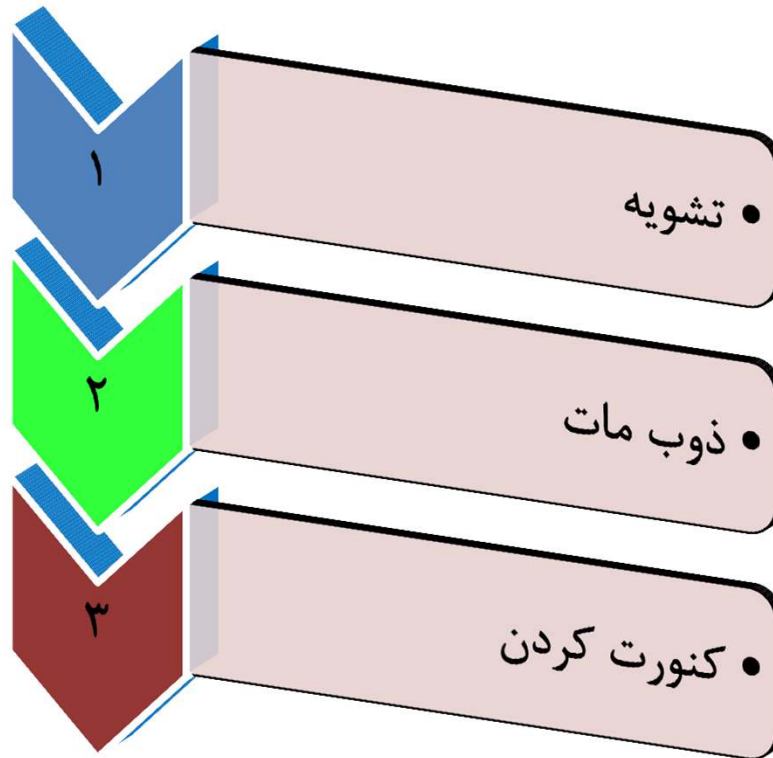 ۱
• تشویه
۲
• ذوب مات
۳
• کنورت کردن